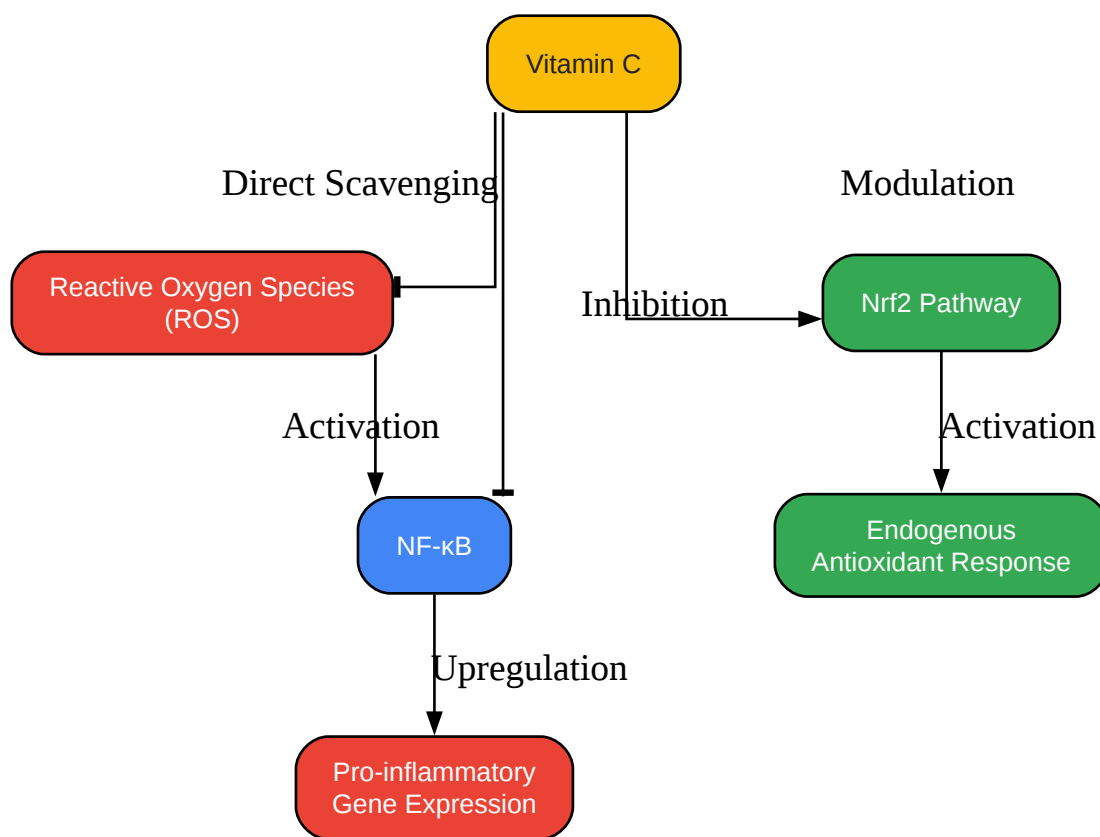 Vitamin C
Direct Scavenging
Modulation
Reactive Oxygen Species
(ROS)
Inhibition
Nrf2 Pathway
Activation
Activation
NF-κB
Endogenous
Antioxidant Response
Upregulation
Pro-inflammatory
Gene Expression